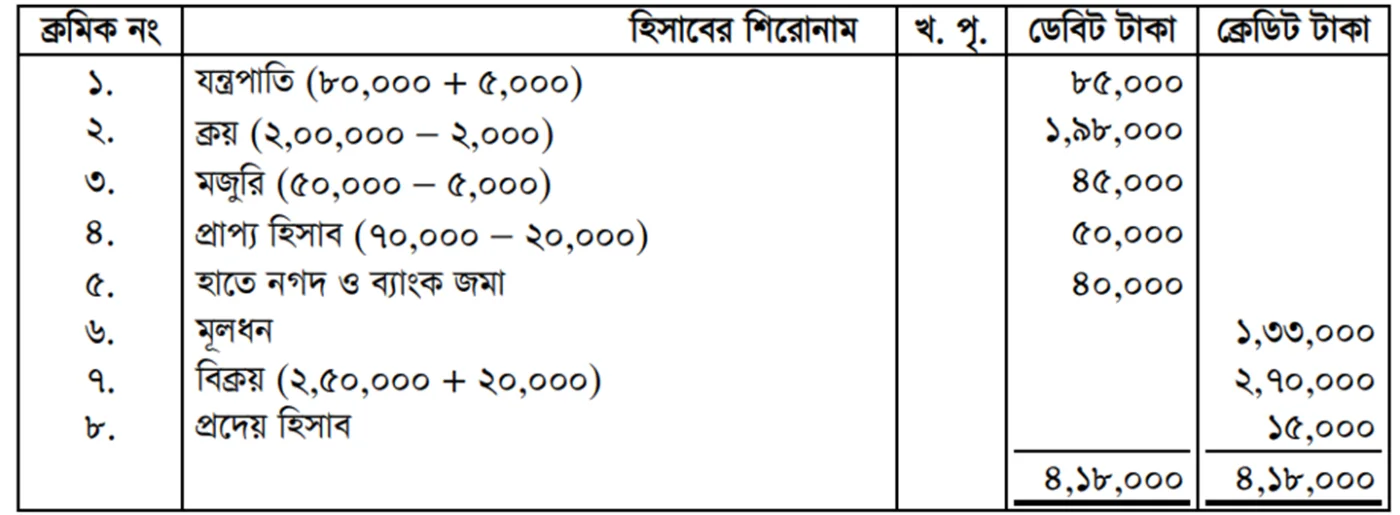 ক্রমিক নং হিসাবের শিরোনাম খ. পৃ. ডেবিট টাকা ক্রেডিট টাকা
১. যন্ত্রপাতি (৮০,০০০ + ৫,০০০) ৮৫,০০০
২. ক্রয় (২,০০,০০০ – ২,০০০) ১,৯৮,০০০
৩. মজুরি (৫০,০০০ – ৫,০০০) ৪৫,০০০
৪. প্রাপ্য হিসাব (৭০,০০০ – ২০,০০০) ৫০,০০০
৫. হাতে নগদ ও ব্যাংক জমা ৪০,০০০
৬. মূলধন ১,৩৩,০০০
৭. বিক্রয় (২,৫০,০০০ + ২০,০০০) ২,৭০,০০০
৮. প্রদেয় হিসাব ১৫,০০০
৪,১৮,০০০ ৪,১৮,০০০